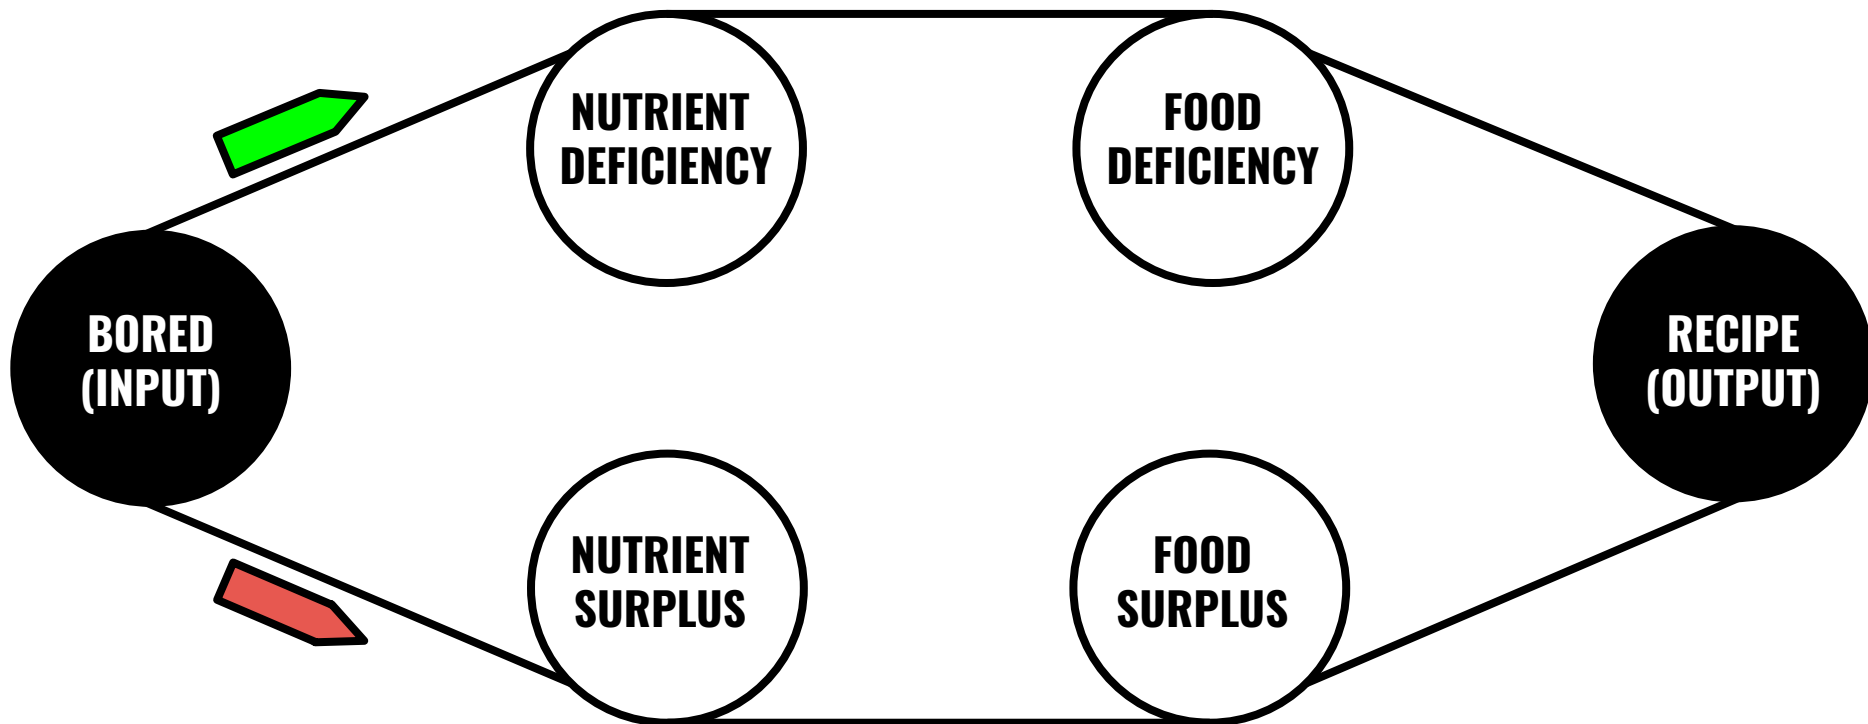 NUTRIENT
DEFICIENCY
FOOD
DEFICIENCY
BORED
(INPUT)
RECIPE
(OUTPUT)
NUTRIENT
SURPLUS
FOOD
SURPLUS